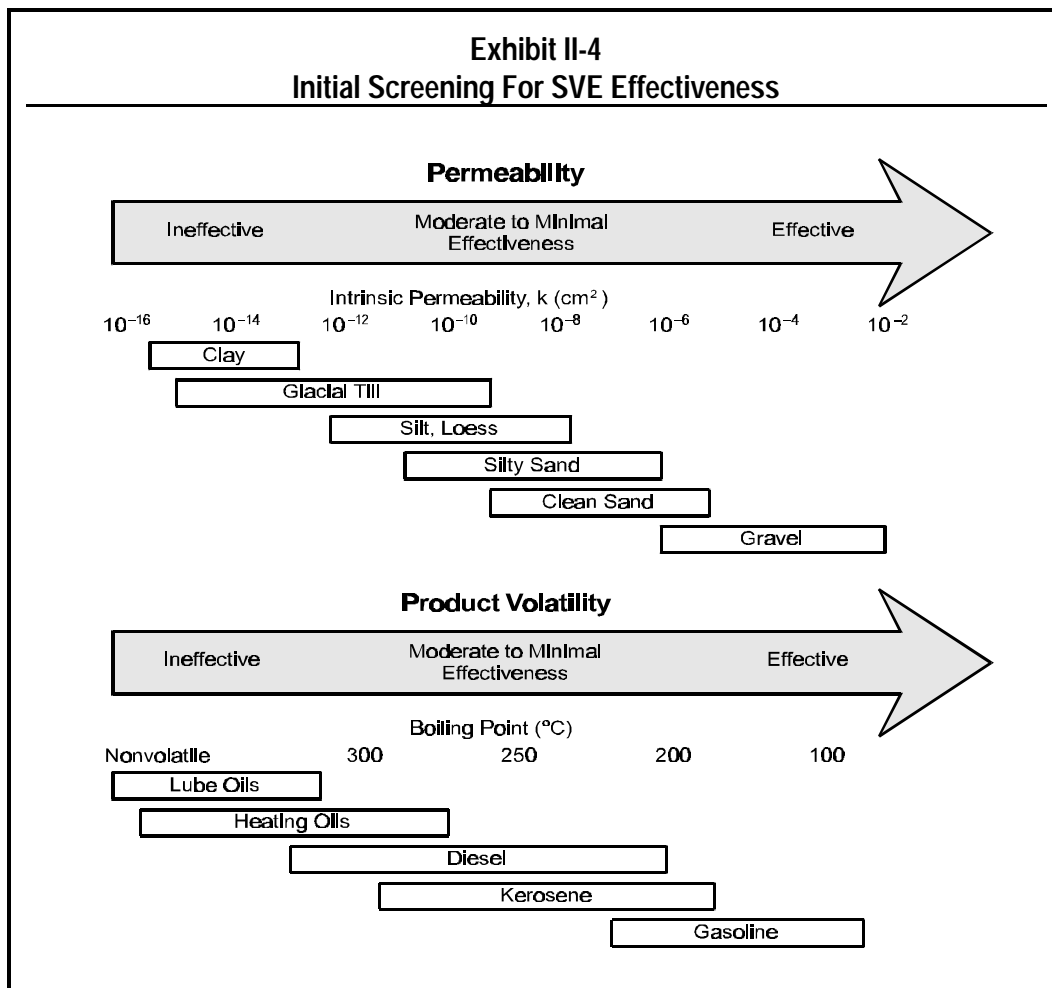 Exhibit II-4
Initial Screening For SVE Effectiveness
Permeability
Ineffective
Moderate to Minimal
Effectiveness
Effective
Intrinsic Permeability, k (cm²)
10⁻¹⁶ 10⁻¹⁴ 10⁻¹² 10⁻¹⁰ 10⁻⁸ 10⁻⁶ 10⁻⁴ 10⁻²
Clay
Glacial Till
Silt, Loess
Silty Sand
Clean Sand
Gravel
Product Volatility
Ineffective
Moderate to Minimal
Effectiveness
Effective
Boiling Point (°C)
Nonvolatile 300 250 200 100
Lube Oils
Heating Oils
Diesel
Kerosene
Gasoline